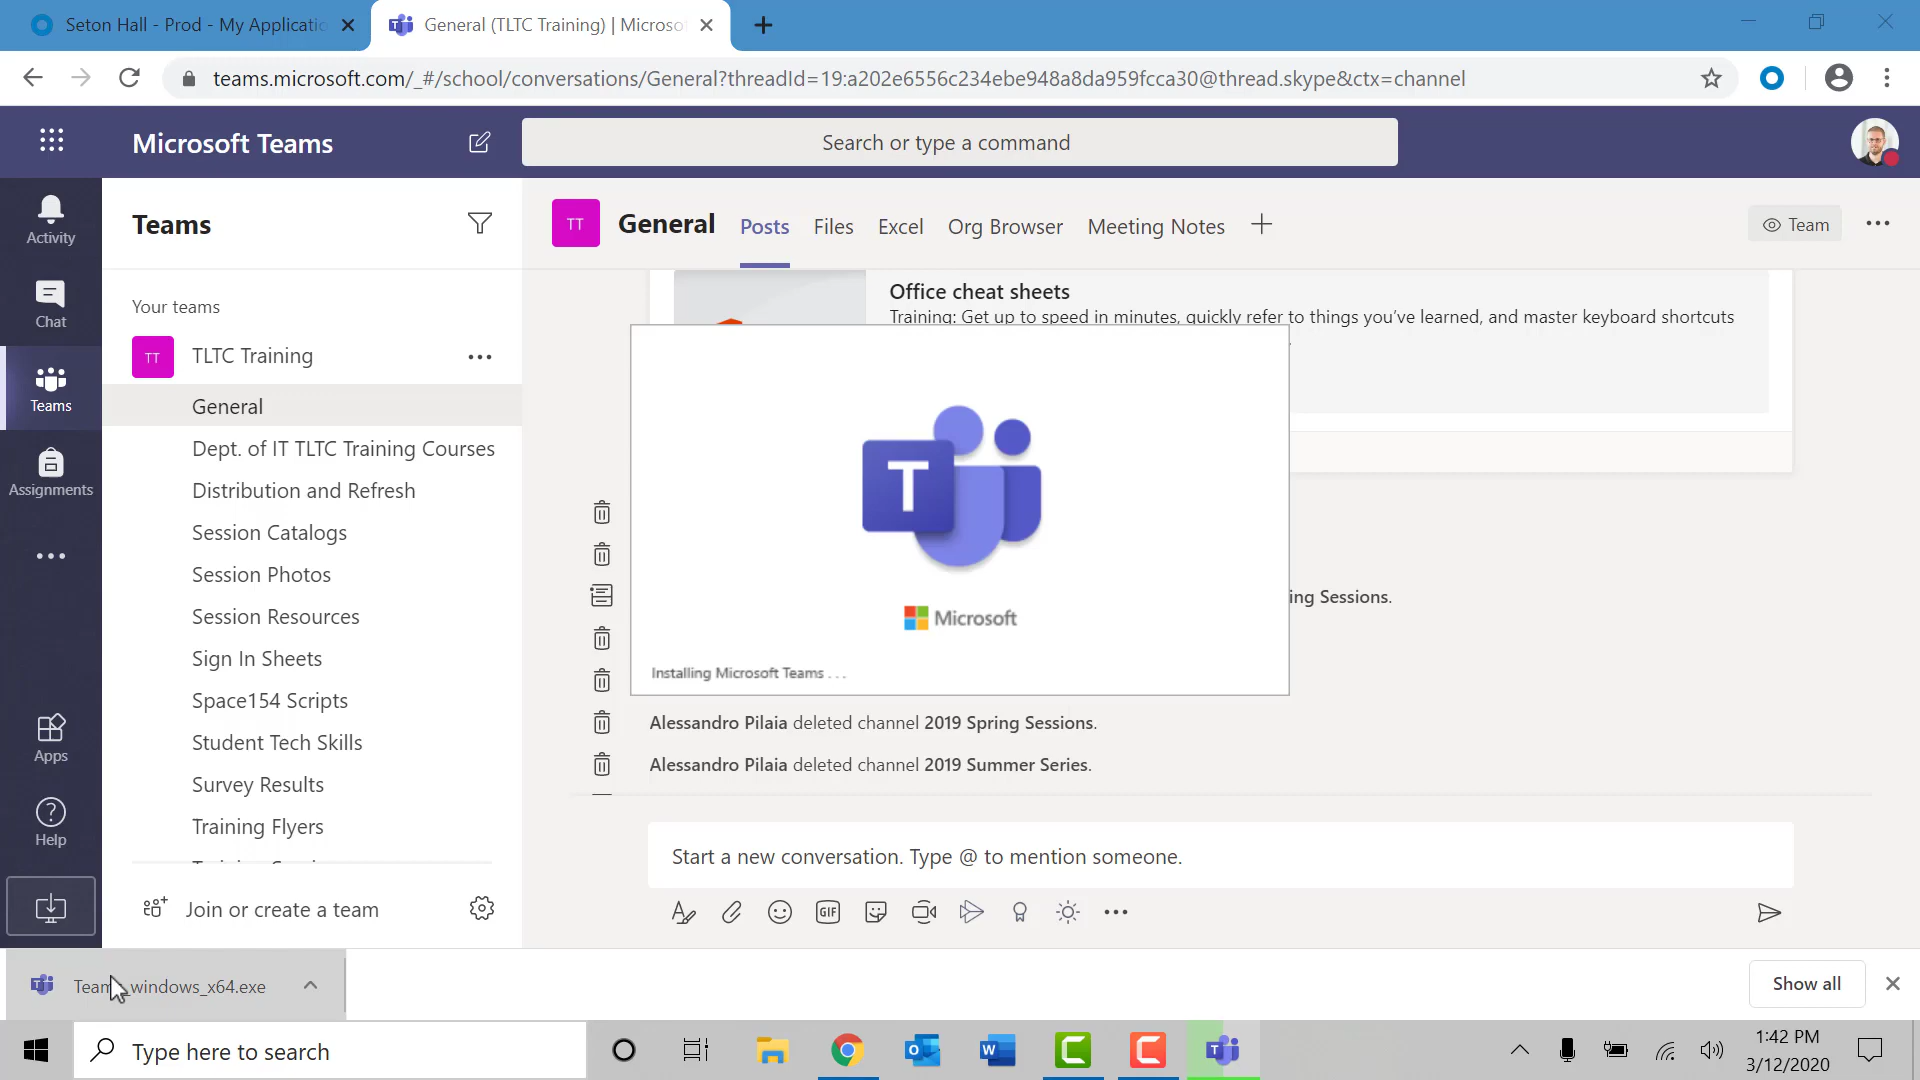 Seton Hall - Prod - My Applicatic
General (TLTC Training) | Microso
teams.microsoft.com/_#/school/conversations/General?threadId=19:a202e6556c234ebe948a8da959fcca30@thread.skype&ctx=channel
Microsoft Teams
Search or type a command
Activity
Chat
Teams
Assignments
Apps
Help
Teams
Your teams
TT
TLTC Training
General
Dept. of IT TLTC Training Courses
Distribution and Refresh
Session Catalogs
Session Photos
Session Resources
Sign In Sheets
Space154 Scripts
Student Tech Skills
Survey Results
Training Flyers
Join or create a team
TT
General
Posts
Files
Excel
Org Browser
Meeting Notes
Team
Office cheat sheets
Training: Get up to speed in minutes, quickly refer to things you've learned, and master keyboard shortcuts
T
Microsoft
Installing Microsoft Teams . . .
ing Sessions.
Alessandro Pilaia deleted channel 2019 Spring Sessions.
Alessandro Pilaia deleted channel 2019 Summer Series.
Start a new conversation. Type @ to mention someone.
GIF
Team_windows_x64.exe
Show all
Type here to search
1:42 PM
3/12/2020